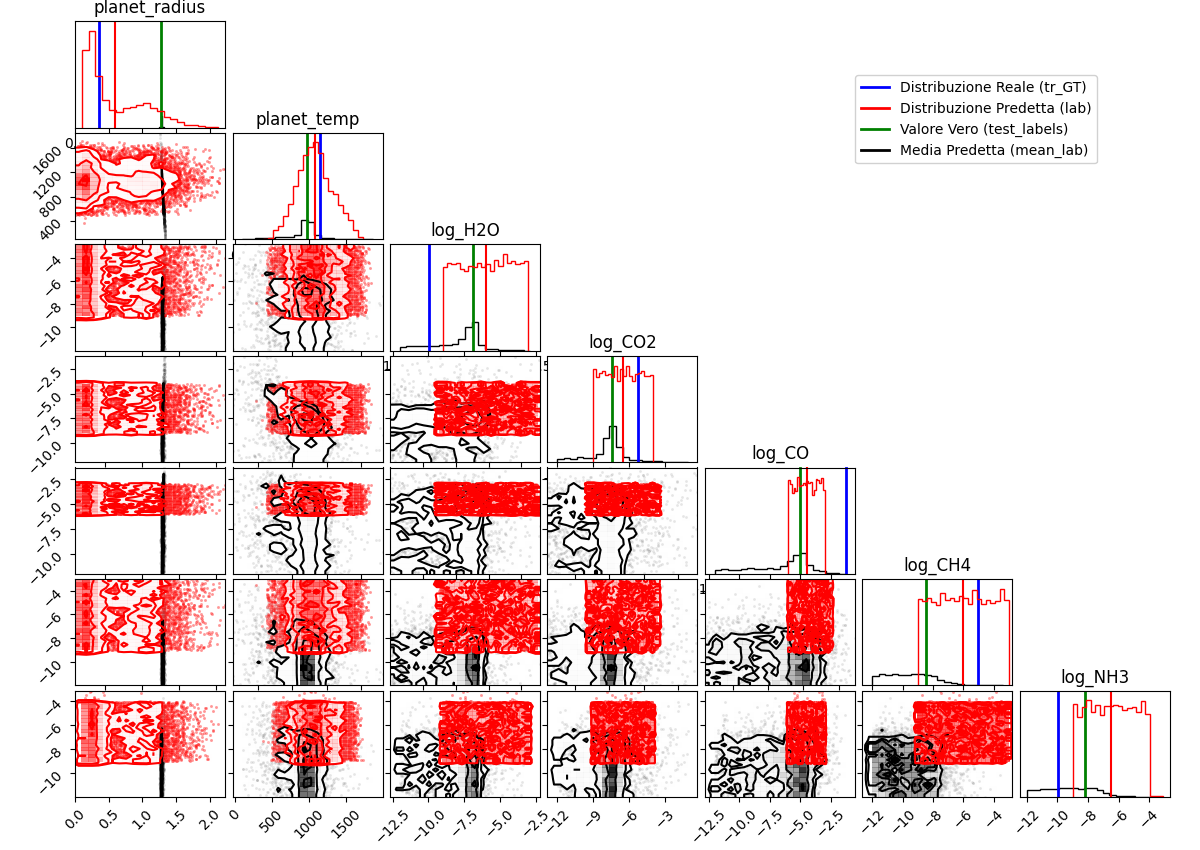 planet_radius
Distribuzione Reale (tr_GT)
Distribuzione Predetta (lab)
Valore Vero (test_labels)
Media Predetta (mean_lab)
planet_temp
1600
1200
800
400
log_H2O
−4
−6
−8
−10
log_CO2
−2.5
−5.0
−7.5
−10.0
log_CO
−2.5
−5.0
−7.5
−10.0
log_CH4
−4
−6
−8
−10
log_NH3
−4
−6
−8
−10
0.0 0.5 1.0 1.5 2.0 0 500 1000 1500 −12.5 −10.0 −7.5 −5.0 −2.5 −12 −9 −6 −3 −12.5 −10.0 −7.5 −5.0 −2.5 −12 −10 −8 −6 −4 −12 −10 −8 −6 −4